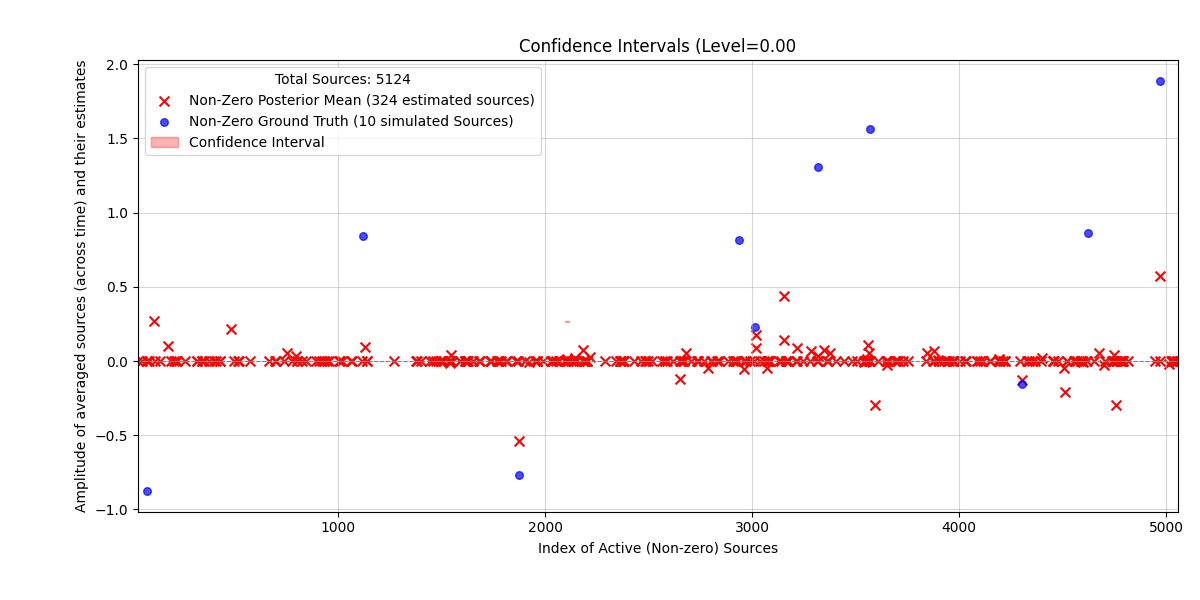 Confidence Intervals (Level=0.00
Total Sources: 5124
Non-Zero Posterior Mean (324 estimated sources)
Non-Zero Ground Truth (10 simulated Sources)
Confidence Interval
Amplitude of averaged sources (across time) and their estimates
2.0
1.5
1.0
0.5
0.0
−0.5
−1.0
1000 2000 3000 4000 5000
Index of Active (Non-zero) Sources